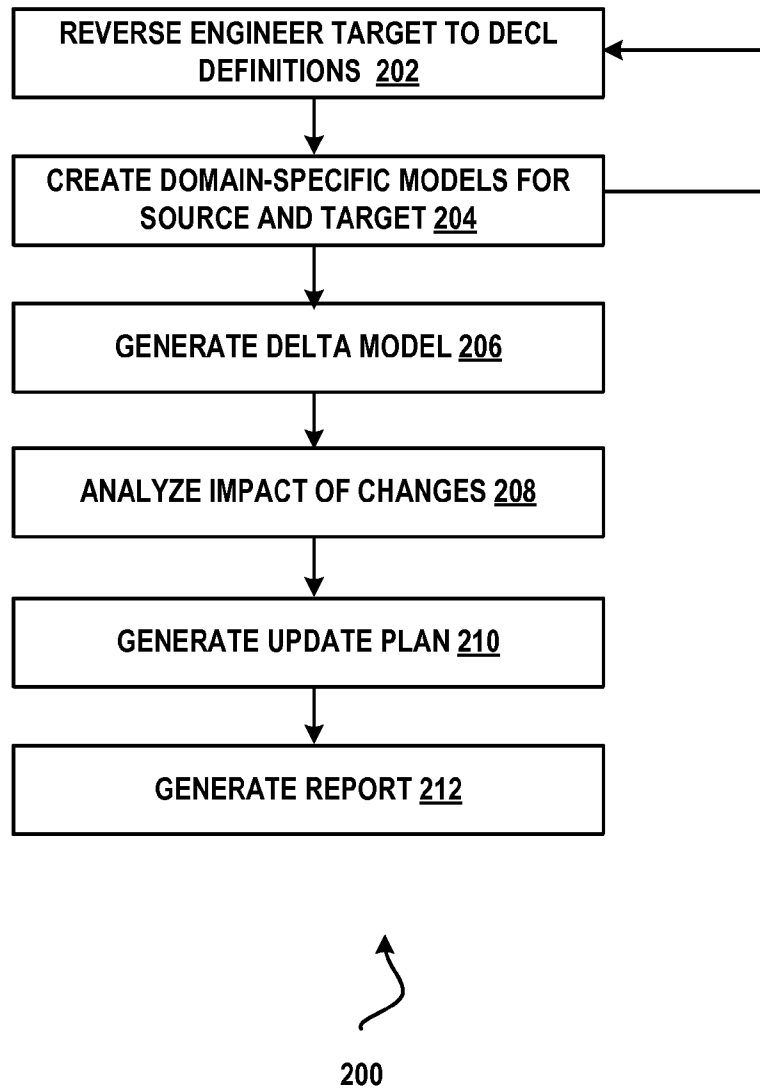 REVERSE ENGINEER TARGET TO DECL
DEFINITIONS 202
CREATE DOMAIN-SPECIFIC MODELS FOR
SOURCE AND TARGET 204
GENERATE DELTA MODEL 206
ANALYZE IMPACT OF CHANGES 208
GENERATE UPDATE PLAN 210
GENERATE REPORT 212
200